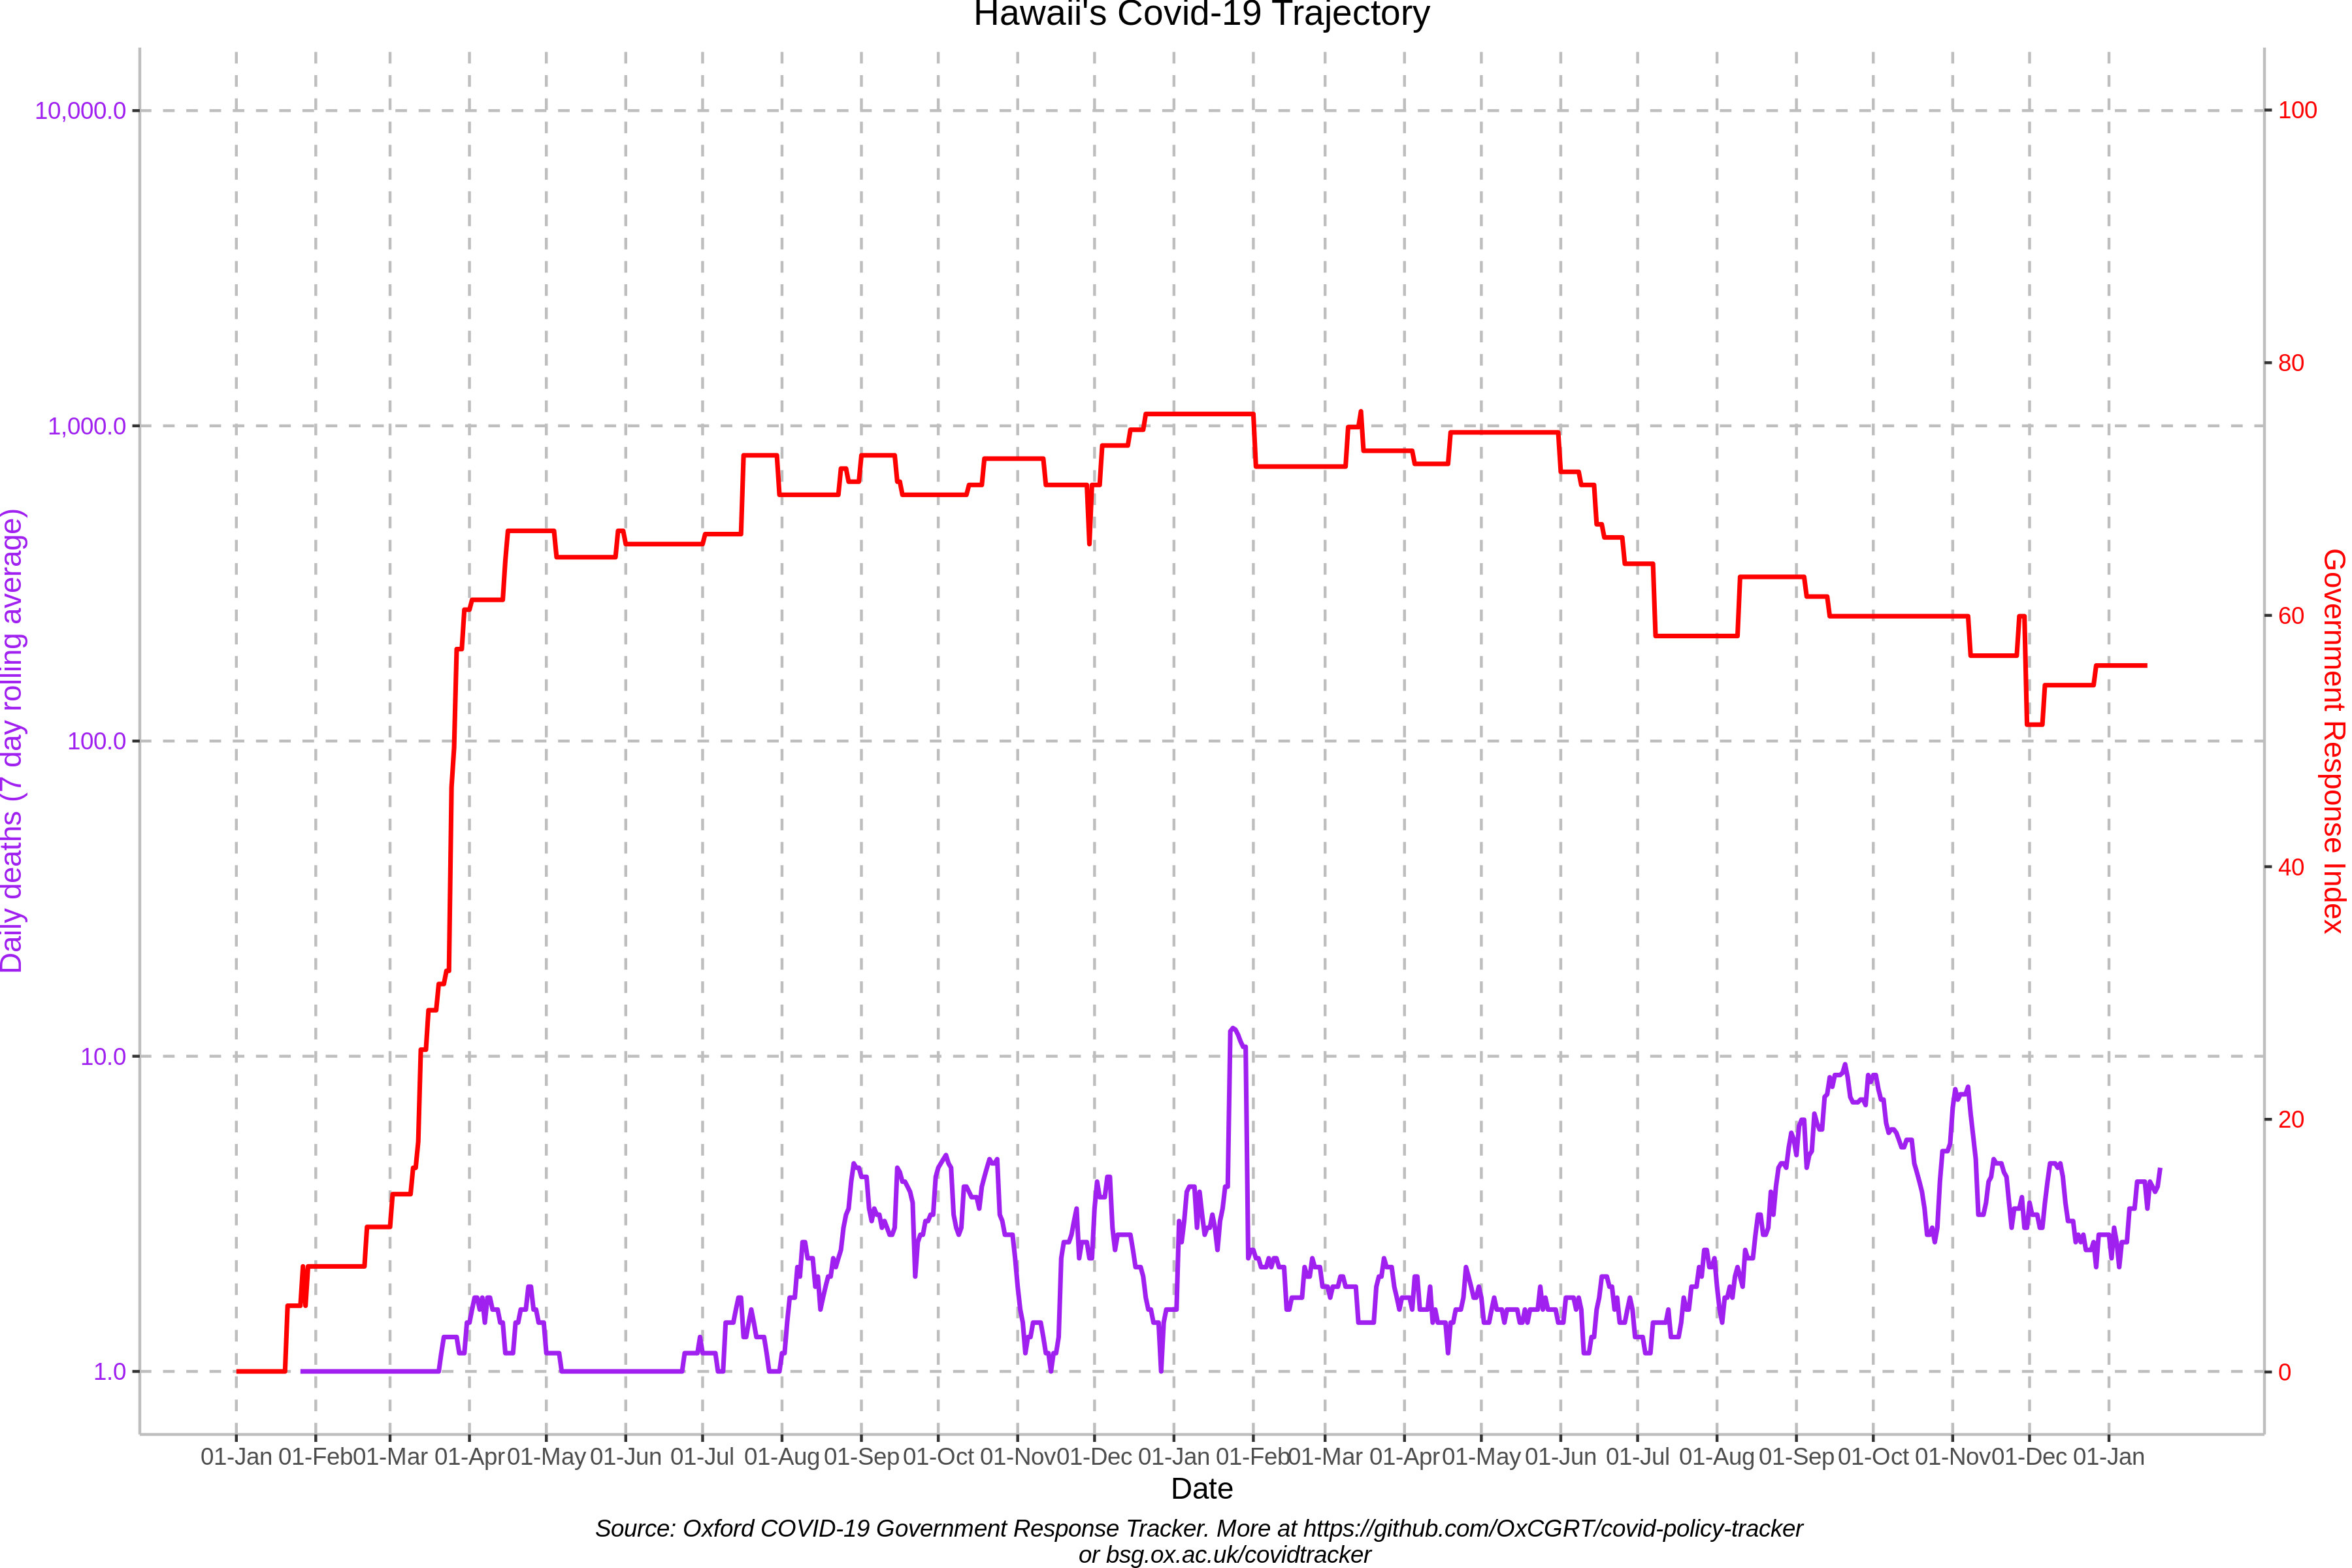 Hawaii's Covid-19 Trajectory
10,000.0
1,000.0
100.0
10.0
1.0
Daily deaths (7 day rolling average)
100
80
60
40
20
0
Government Response Index
01-Jan 01-Feb 01-Mar 01-Apr 01-May 01-Jun 01-Jul 01-Aug 01-Sep 01-Oct 01-Nov 01-Dec 01-Jan 01-Feb 01-Mar 01-Apr 01-May 01-Jun 01-Jul 01-Aug 01-Sep 01-Oct 01-Nov 01-Dec 01-Jan
Date
Source: Oxford COVID-19 Government Response Tracker. More at https://github.com/OxCGRT/covid-policy-tracker
or bsg.ox.ac.uk/covidtracker